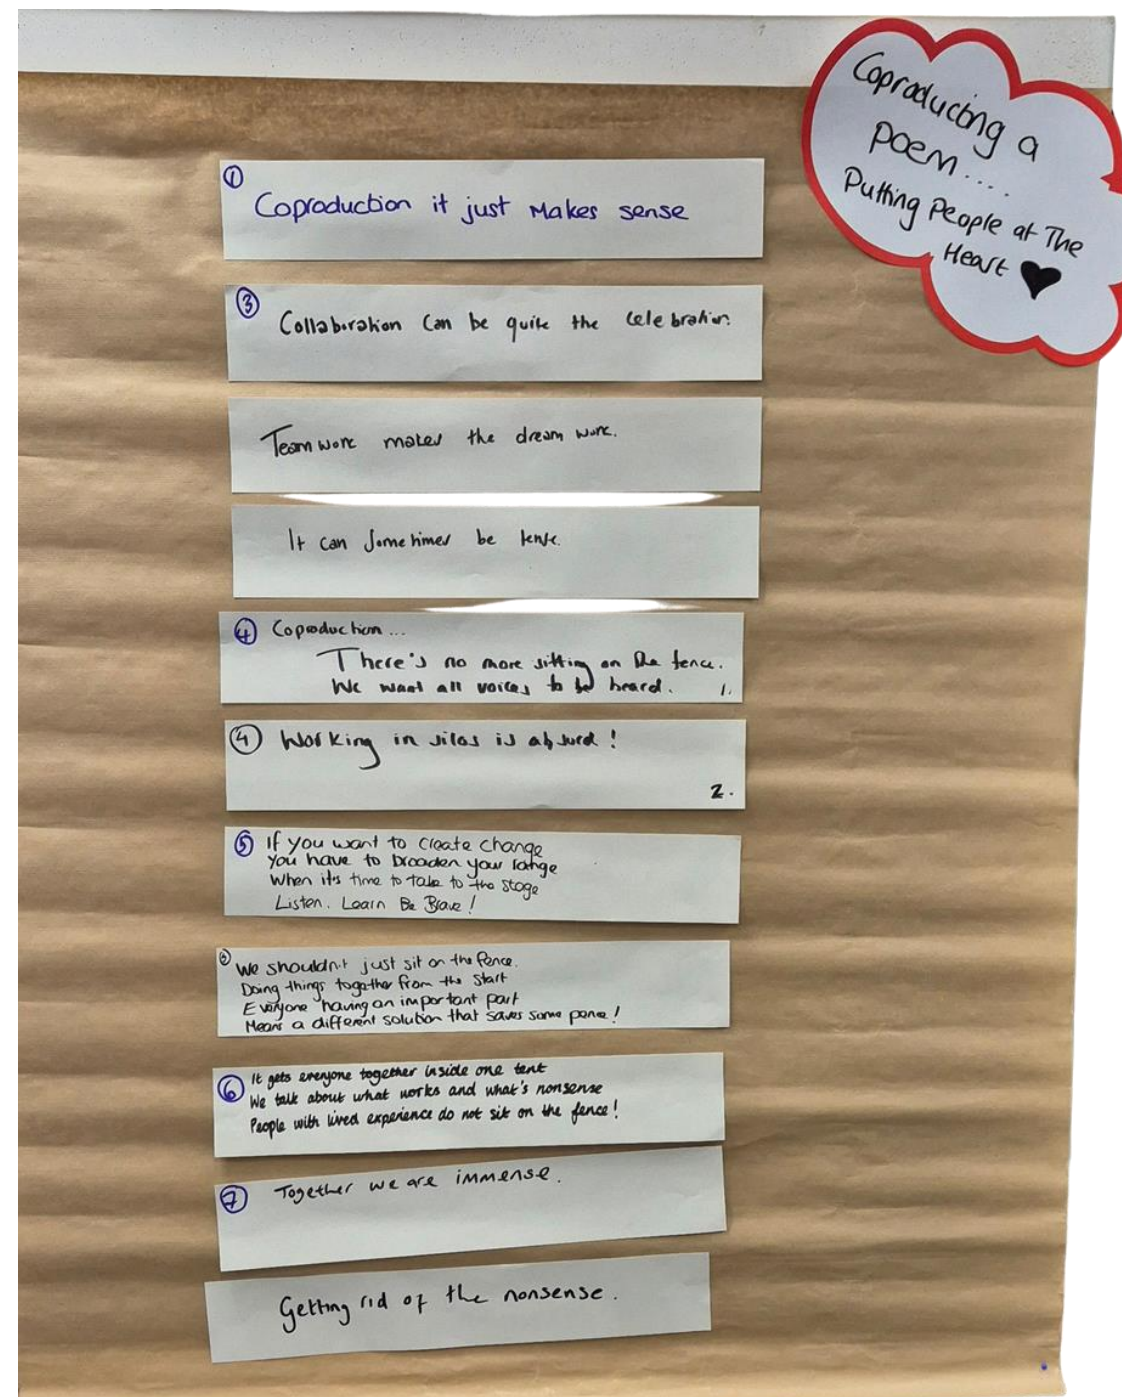 Coproducing a
Poem....
Putting People at The
Heart ♥
① Coproduction it just Makes sense
③ Collaboration can be quite the celebration.
Teamwork makes the dream work.
It can sometimes be tense.
④ Coproduction...
There's no more sitting on the fence.
We want all voices to be heard. 1.
④ Working in silos is absurd!
2.
⑤ If you want to create change
You have to broaden your range
When it's time to take to the stage
Listen. Learn Be Brave!
We shouldn't just sit on the fence.
Doing things together from the start
Everyone having an important part
Means a different solution that saves some pence!
⑥ It gets everyone together inside one tent
We talk about what works and what's nonsense
People with lived experience do not sit on the fence!
⑦ Together we are immense.
Getting rid of the nonsense.